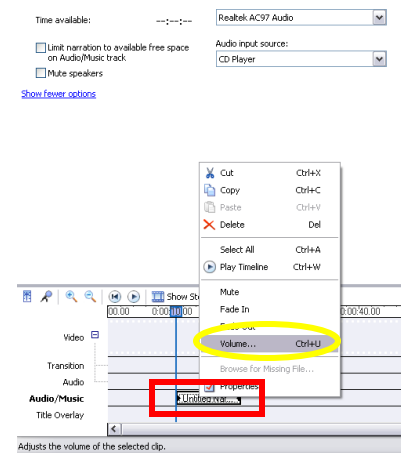 Time available: --:--:--
Realtek AC97 Audio
Limit narration to available free space
on Audio/Music track
Audio input source:
CD Player
Mute speakers
Show fewer options
Cut Ctrl+X
Copy Ctrl+C
Paste Ctrl+V
Delete Del
Select All Ctrl+A
Play Timeline Ctrl+W
Mute
Fade In
Fade Out
Volume... Ctrl+U
Browse for Missing File...
Properties
Show St
00.00 0:00 00.00 0:00:40.00
Video
Transition
Audio
Audio/Music
Untitled Nar...
Title Overlay
Adjusts the volume of the selected clip.